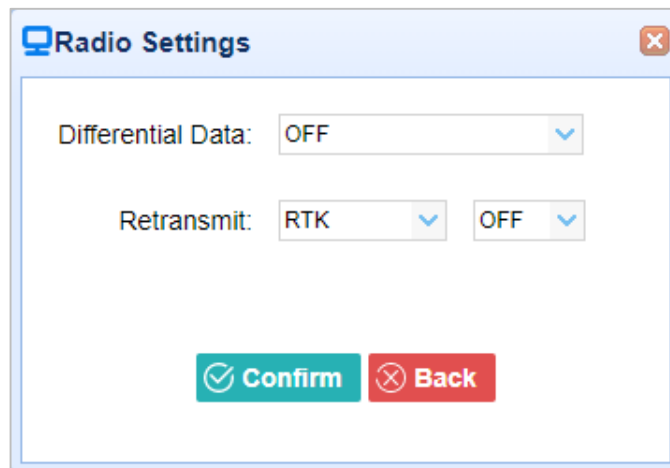 Radio Settings
Differential Data: OFF
Retransmit: RTK OFF
Confirm Back